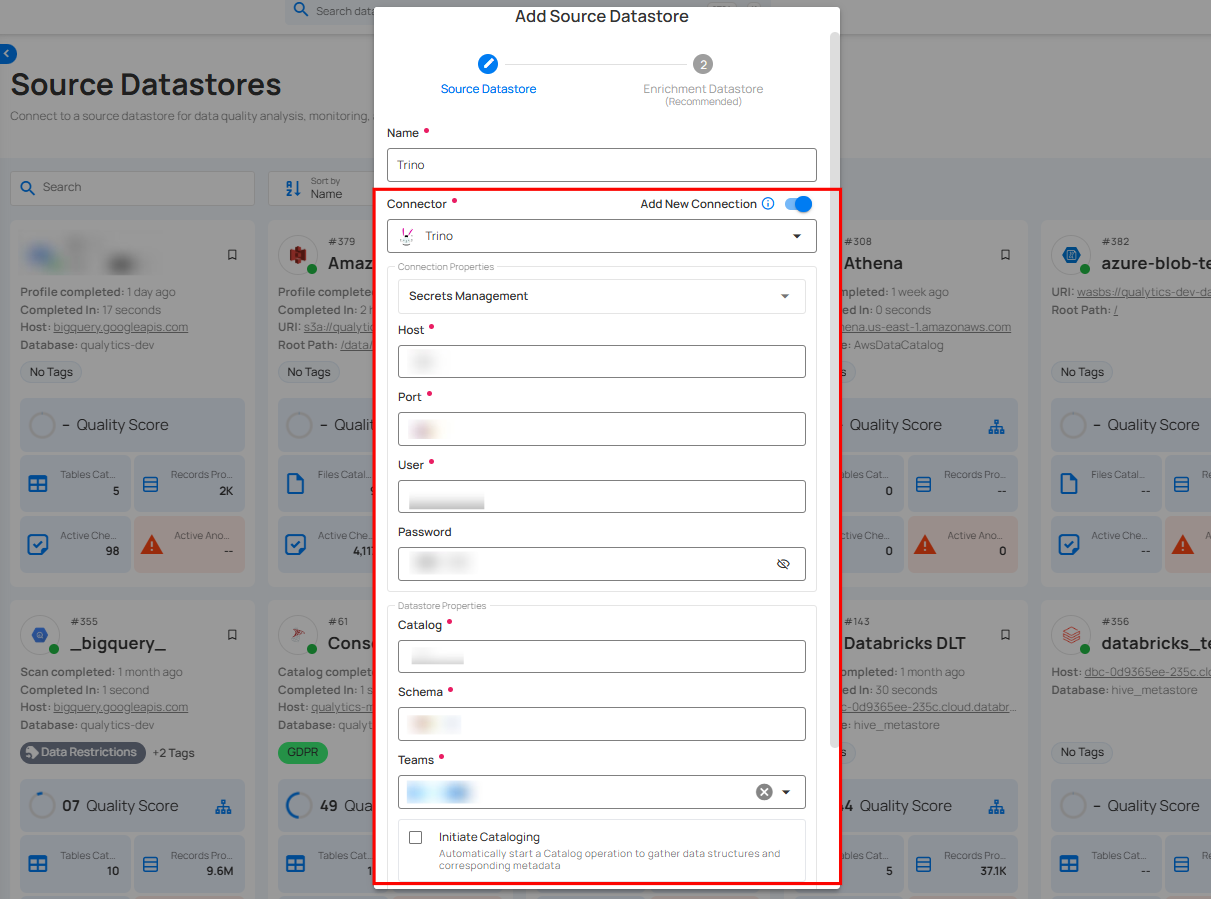 Search data
Add Source Datastore
2
Source Datastore
Enrichment Datastore
(Recommended)
Source Datastores
Connect to a source datastore for data quality analysis, monitoring,
Name
Trino
Search
Sort by
Name
Connector
Add New Connection
Trino
Connection Properties
Secrets Management
Host
Port
User
Password
Datastore Properties
Catalog
Schema
Teams
Initiate Cataloging
Automatically start a Catalog operation to gather data structures and
corresponding metadata
Profile completed: 1 day ago
Completed In: 17 seconds
Host: bigquery.googleapis.com
Database: qualytics-dev
No Tags
– Quality Score
Tables Cat...
5
Records Pro...
2K
Active Che...
98
Active Ano...
--
#379
Amaz
Profile complete
Completed In: 2
URI: s3a://qualytic
Root Path: /data/
No Tags
– Quali
Files Catal...
Active Che...
4,117
#308
Athena
mpleted: 1 week ago
ed In: 0 seconds
hena.us-east-1.amazonaws.com
e: AwsDataCatalog
s
Quality Score
ables Cat...
0
Records Pro...
--
ctive Che...
0
Active Ano...
0
#382
azure-blob-te
URI: wasbs://qualytics-dev-da
Root Path: /
No Tags
– Quality Score
Files Catal...
--
Re
Active Che...
--
A
#355
_bigquery_
Scan completed: 1 month ago
Completed In: 1 second
Host: bigquery.googleapis.com
Database: qualytics-dev
Data Restrictions
+2 Tags
07 Quality Score
Tables Cat...
10
Records Pro...
9.6M
#61
Cons
Catalog complete
Completed In: 1 s
Host: qualytics-m
Database: qualyt
GDPR
49 Qua
Tables Cat
1
#143
Databricks DLT
ompleted: 1 month ago
ed In: 30 seconds
c-0d9365ee-235c.cloud.databr...
e: hive_metastore
s
4 Quality Score
ables Cat...
5
Records Pro...
37.1K
#356
databricks_te
Host: dbc-0d9365ee-235c.clo
Database: hive_metastore
No Tags
– Quality Score
Tables Cat...
--
Re